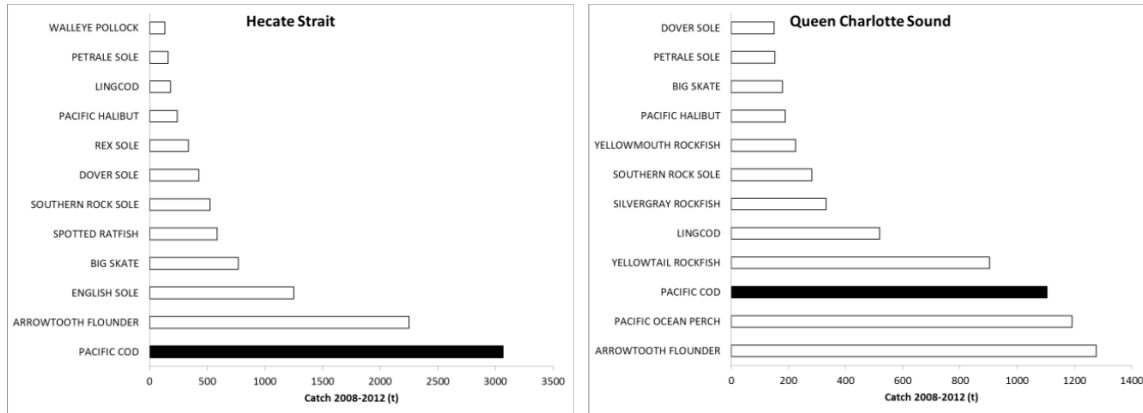 Hecate Strait
WALLEYE POLLOCK
PETRALE SOLE
LINGCOD
PACIFIC HALIBUT
REX SOLE
DOVER SOLE
SOUTHERN ROCK SOLE
SPOTTED RATFISH
BIG SKATE
ENGLISH SOLE
ARROWTOOTH FLOUNDER
PACIFIC COD
0 500 1000 1500 2000 2500 3000 3500
Catch 2008-2012 (t)
Queen Charlotte Sound
DOVER SOLE
PETRALE SOLE
BIG SKATE
PACIFIC HALIBUT
YELLOWMOUTH ROCKFISH
SOUTHERN ROCK SOLE
SILVERGRAY ROCKFISH
LINGCOD
YELLOWTAIL ROCKFISH
PACIFIC COD
PACIFIC OCEAN PERCH
ARROWTOOTH FLOUNDER
0 200 400 600 800 1000 1200 1400
Catch 2008-2012 (t)